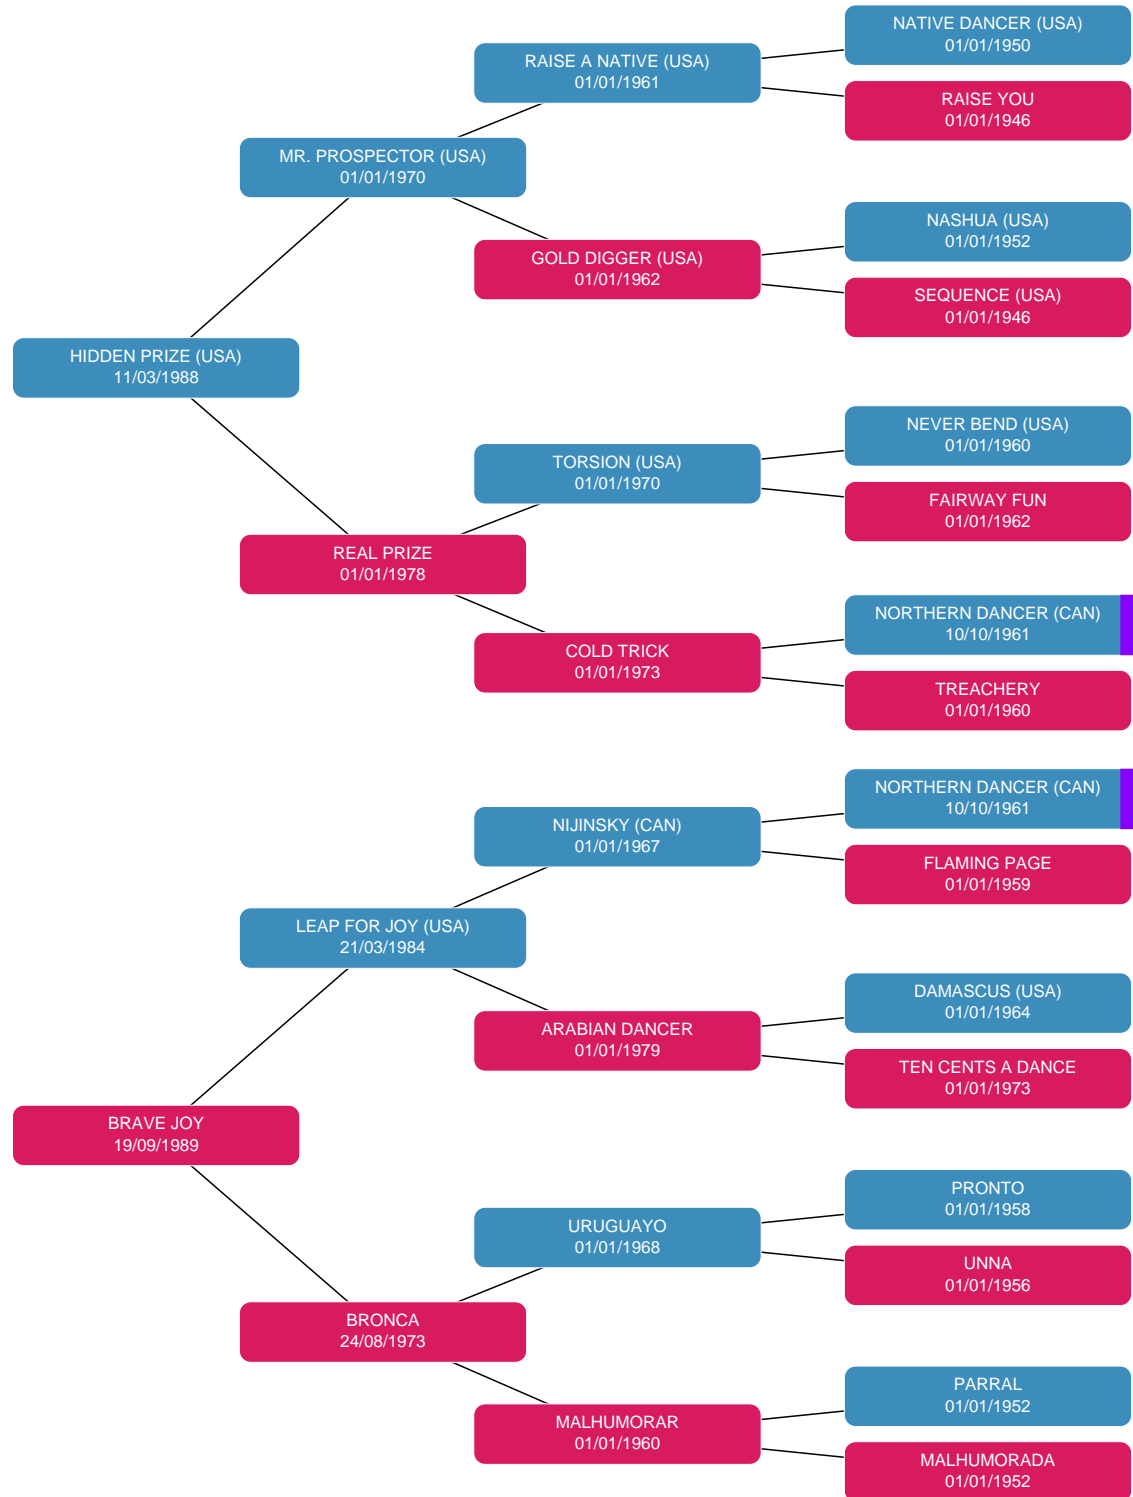 NATIVE DANCER (USA)
01/01/1950
RAISE A NATIVE (USA)
01/01/1961
RAISE YOU
01/01/1946
MR. PROSPECTOR (USA)
01/01/1970
NASHUA (USA)
01/01/1952
GOLD DIGGER (USA)
01/01/1962
SEQUENCE (USA)
01/01/1946
HIDDEN PRIZE (USA)
11/03/1988
NEVER BEND (USA)
01/01/1960
TORSION (USA)
01/01/1970
FAIRWAY FUN
01/01/1962
REAL PRIZE
01/01/1978
NORTHERN DANCER (CAN)
10/10/1961
COLD TRICK
01/01/1973
TREACHERY
01/01/1960
NORTHERN DANCER (CAN)
10/10/1961
NIJINSKY (CAN)
01/01/1967
FLAMING PAGE
01/01/1959
LEAP FOR JOY (USA)
21/03/1984
DAMASCUS (USA)
01/01/1964
ARABIAN DANCER
01/01/1979
TEN CENTS A DANCE
01/01/1973
BRAVE JOY
19/09/1989
PRONTO
01/01/1958
URUGUAYO
01/01/1968
UNNA
01/01/1956
BRONCA
24/08/1973
PARRAL
01/01/1952
MALHUMORAR
01/01/1960
MALHUMORADA
01/01/1952